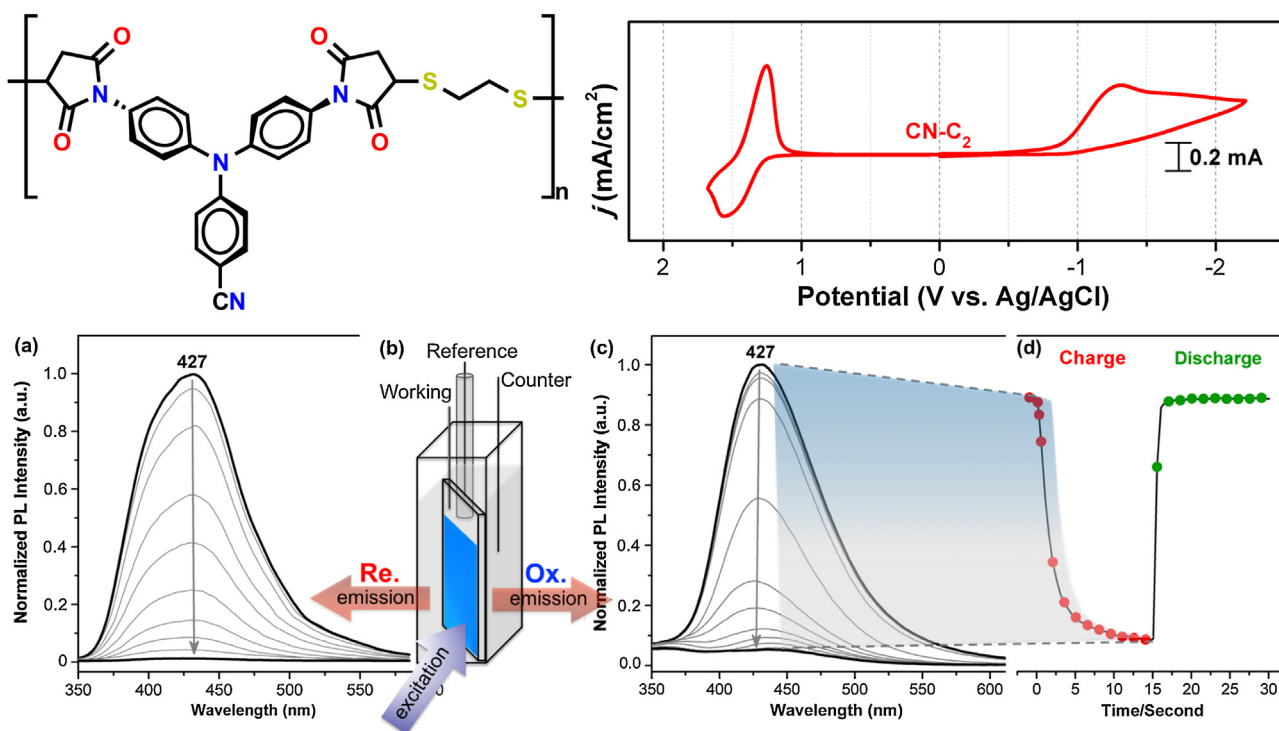 O
O
O
O
N
N
S
S
N
n
CN
j (mA/cm²)
CN-C₂
0.2 mA
2
1
0
-1
-2
Potential (V vs. Ag/AgCl)
(a)
427
Normalized PL Intensity (a.u.)
1.0
0.8
0.6
0.4
0.2
0
350
400
450
500
550
Wavelength (nm)
(b)
Reference
Working
Counter
Re.
emission
Ox.
emission
excitation
(c)
427
Normalized PL Intensity (a.u.)
1.0
0.8
0.6
0.4
0.2
0.0
350
400
450
500
550
600
Wavelength (nm)
(d)
Charge
Discharge
0
5
10
15
20
25
30
Time/Second